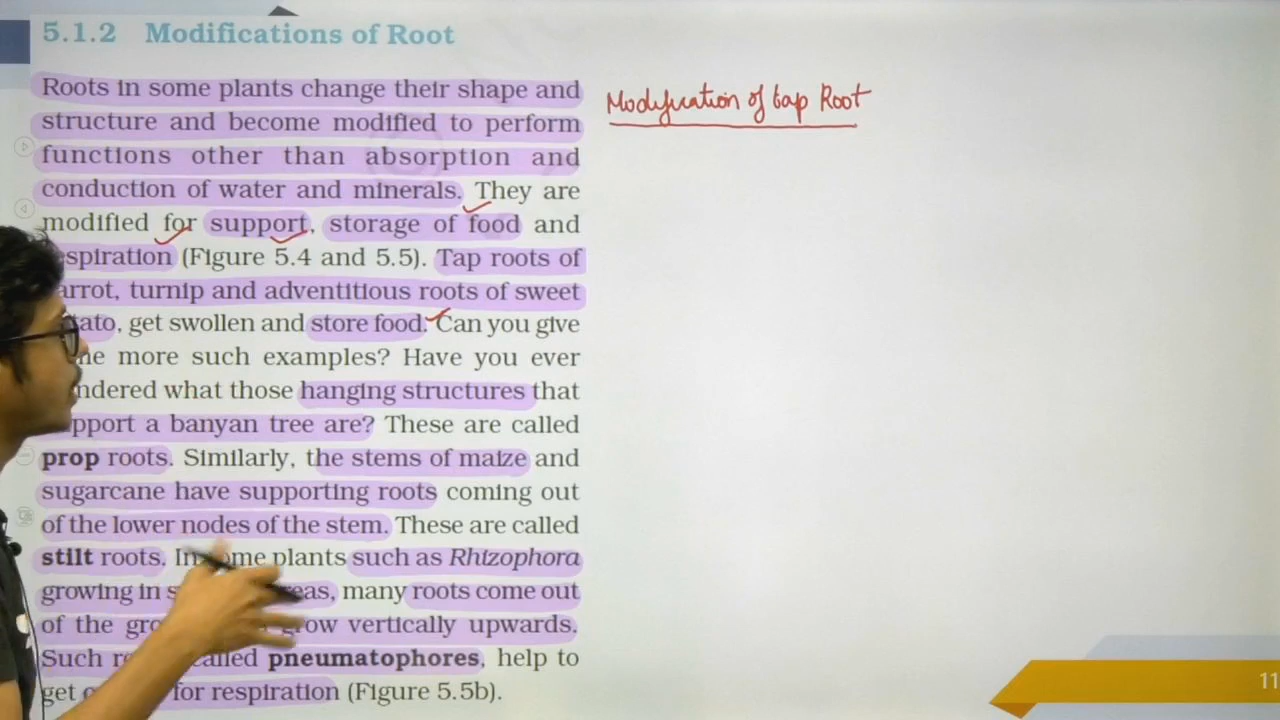 5.1.2 Modifications of Root
Roots in some plants change their shape and
structure and become modified to perform
functions other than absorption and
conduction of water and minerals. They are
modified for support, storage of food and
spiration (Figure 5.4 and 5.5). Tap roots of
arrot, turnip and adventitious roots of sweet
tato, get swollen and store food. Can you give
me more such examples? Have you ever
ndered what those hanging structures that
pport a banyan tree are? These are called
prop roots. Similarly, the stems of maize and
sugarcane have supporting roots coming out
of the lower nodes of the stem. These are called
stilt roots. In some plants such as Rhizophora
growing in s eas, many roots come out
of the gro grow vertically upwards.
Such ro called pneumatophores, help to
get for respiration (Figure 5.5b).
Modification of tap Root
11